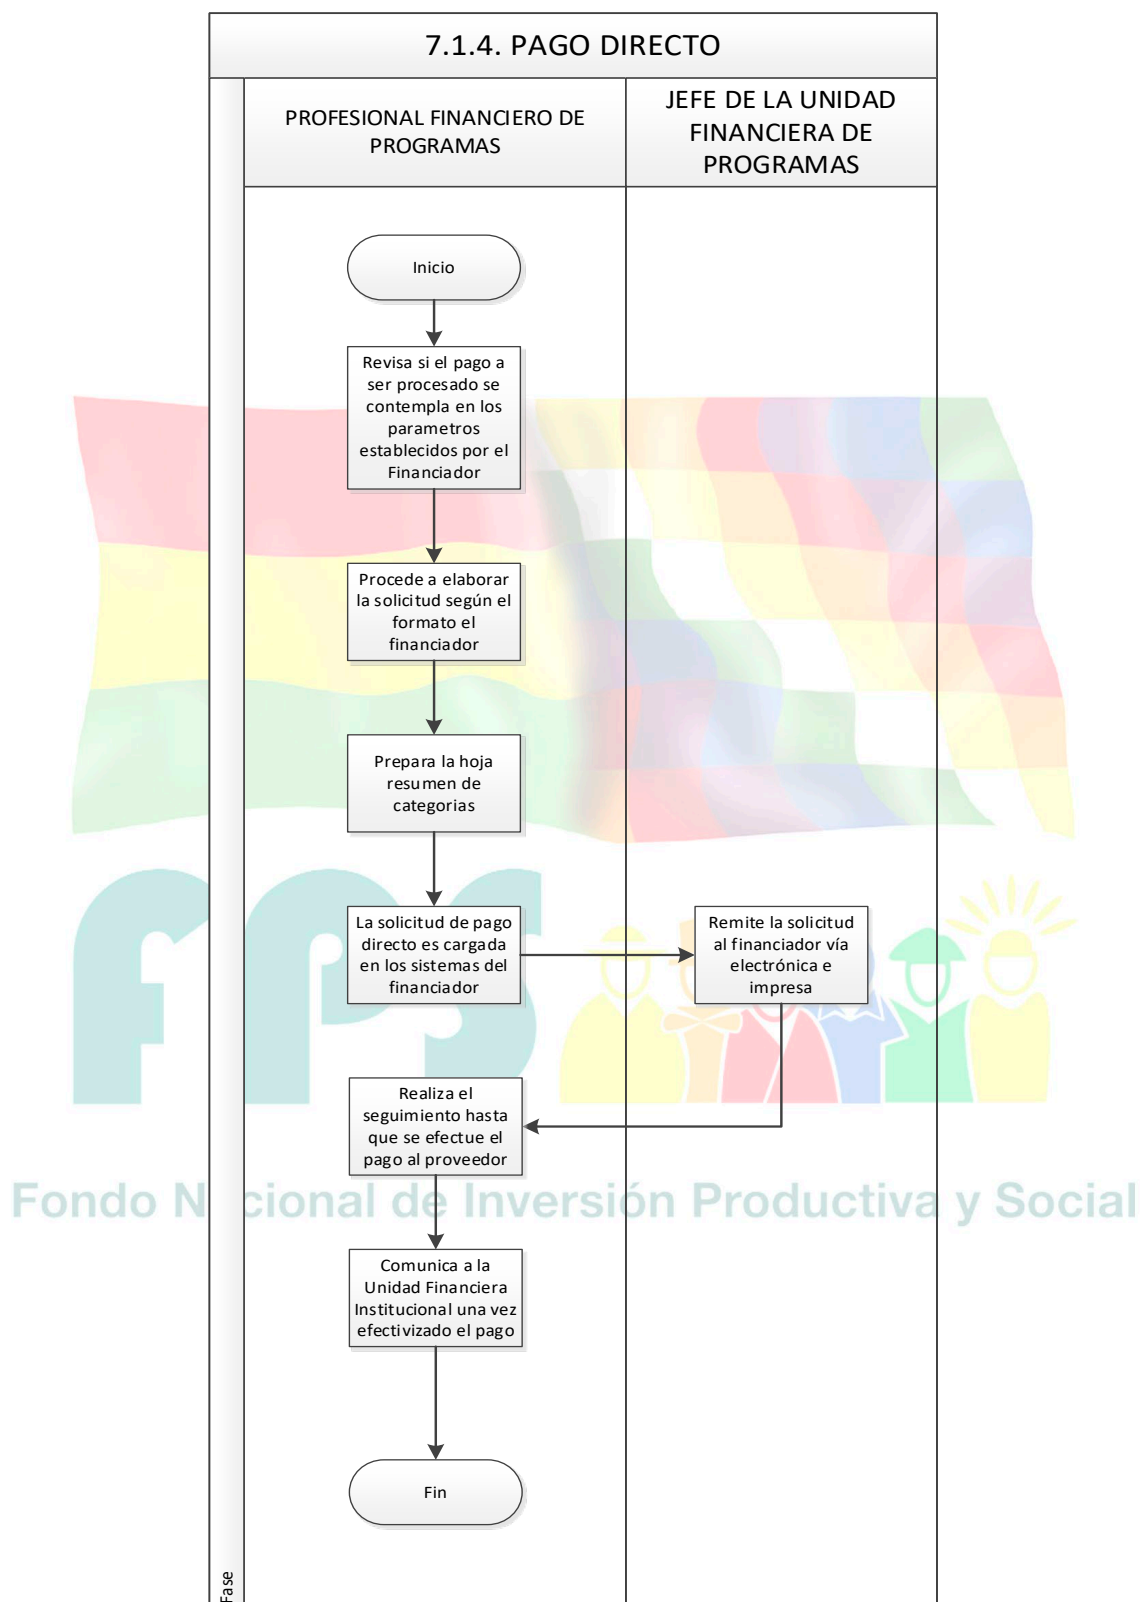 7.1.4. PAGO DIRECTO
PROFESIONAL FINANCIERO DE
PROGRAMAS
JEFE DE LA UNIDAD
FINANCIERA DE
PROGRAMAS
Inicio
Revisa si el pago a
ser procesado se
contempla en los
parametros
establecidos por el
Financiador
Procede a elaborar
la solicitud según el
formato el
financiador
Prepara la hoja
resumen de
categorias
La solicitud de pago
directo es cargada
en los sistemas del
financiador
Remite la solicitud
al financiador vía
electrónica e
impresa
Realiza el
seguimiento hasta
que se efectue el
pago al proveedor
Comunica a la
Unidad Financiera
Institucional una vez
efectivizado el pago
Fin
Fase
FPS
Fondo Nacional de Inversión Productiva y Social